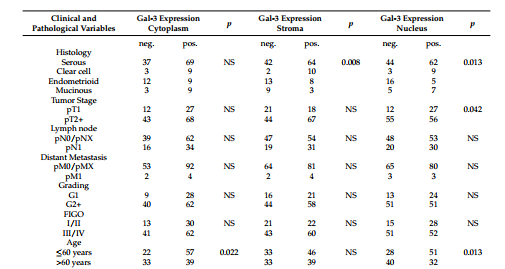 Clinical and Pathological Variables Gal-3 Expression Cytoplasm p Gal-3 Expression Stroma p Gal-3 Expression Nucleus p
neg. pos. neg. pos. neg. pos.
Histology
Serous 37 69 NS 42 64 0.008 44 62 0.013
Clear cell 3 9 2 10 3 9
Endometrioid 12 9 13 8 16 5
Mucinous 3 9 9 3 5 7
Tumor Stage
pT1 12 27 NS 21 18 NS 12 27 0.042
pT2+ 43 68 44 67 55 56
Lymph node
pN0/pNX 39 62 NS 47 54 NS 48 53 NS
pN1 16 34 19 31 20 30
Distant Metastasis
pM0/pMX 53 92 NS 64 81 NS 65 80 NS
pM1 2 4 2 4 3 3
Grading
G1 9 28 NS 16 21 NS 13 24 NS
G2+ 40 62 44 58 51 51
FIGO
I/II 13 30 NS 21 22 NS 15 28 NS
III/IV 41 62 43 60 51 52
Age
≦60 years 22 57 0.022 33 46 NS 28 51 0.013
>60 years 33 39 33 39 40 32